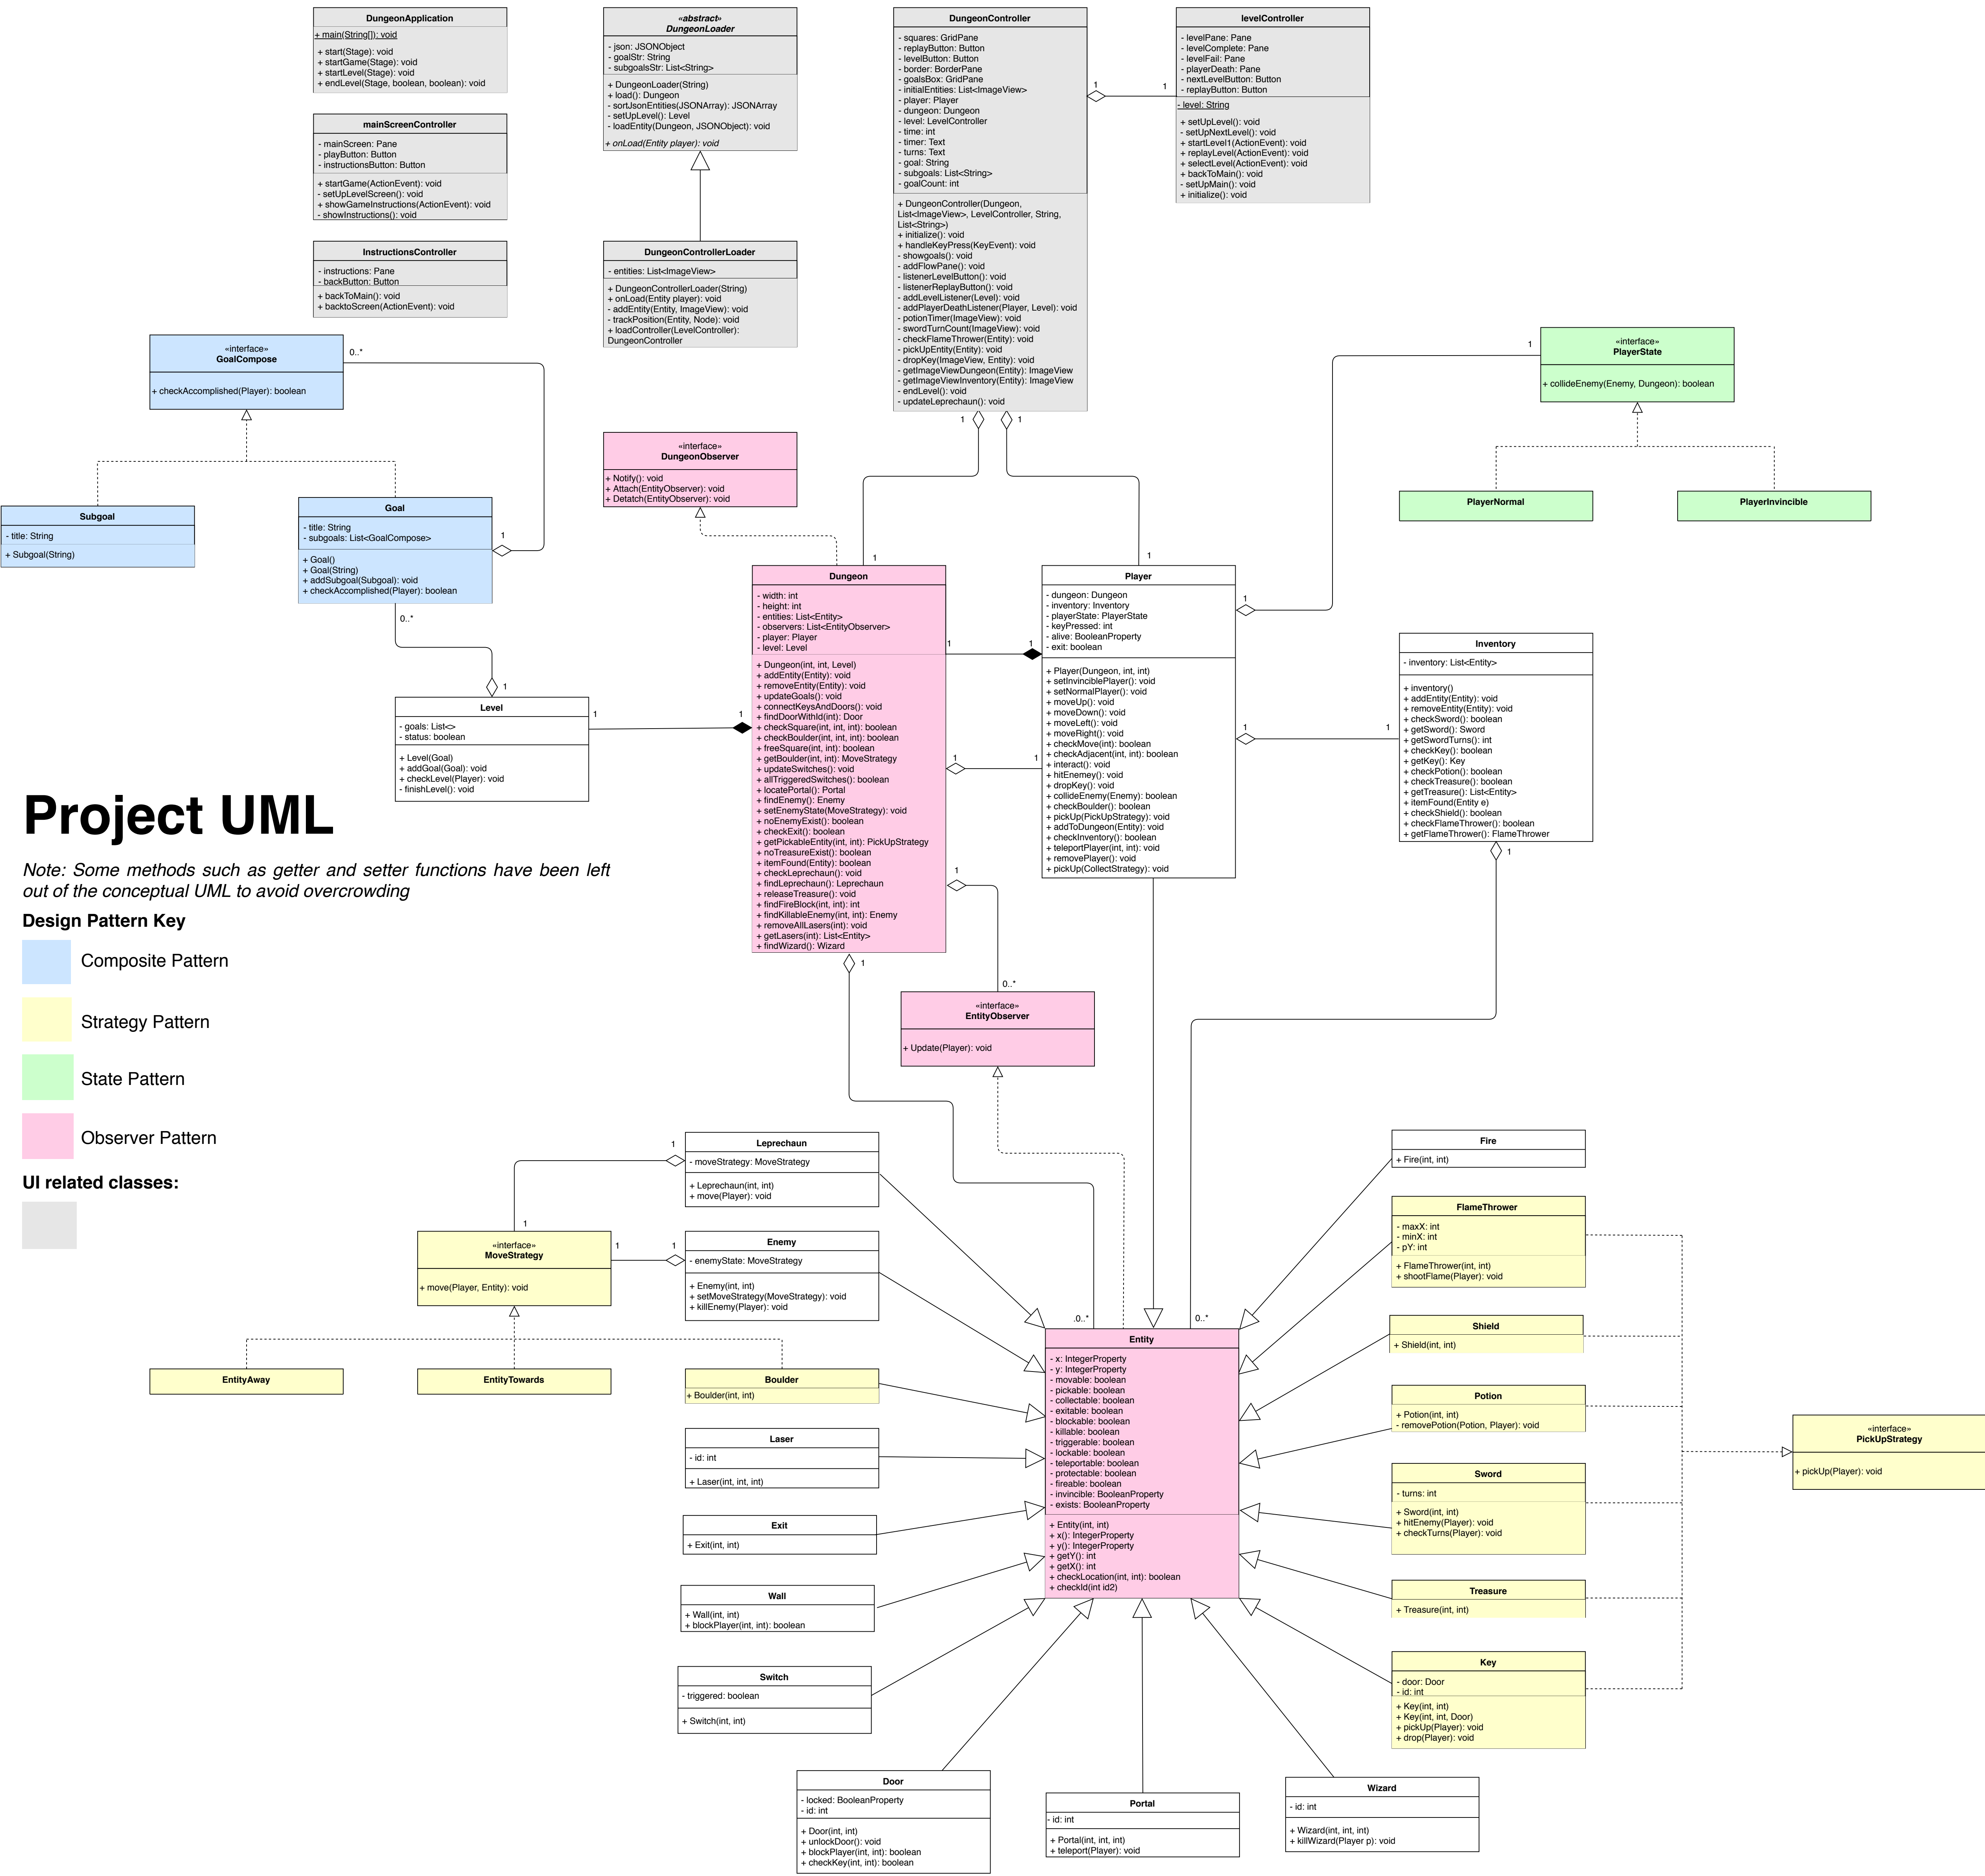 DungeonApplication
+ main(String[]): void
+ start(Stage): void
+ startGame(Stage): void
+ startLevel(Stage): void
+ endLevel(Stage, boolean, boolean): void
mainScreenController
- mainScreen: Pane
- playButton: Button
- instructionsButton: Button
+ startGame(ActionEvent): void
- setUpLevelScreen(): void
+ showGameInstructions(ActionEvent): void
- showInstructions(): void
InstructionsController
- instructions: Pane
- backButton: Button
+ backToMain(): void
+ backtoScreen(ActionEvent): void
«abstract»
DungeonLoader
- json: JSONObject
- goalStr: String
- subgoalsStr: List<String>
+ DungeonLoader(String)
+ load(): Dungeon
- sortJsonEntities(JSONArray): JSONArray
- setUpLevel(): Level
- loadEntity(Dungeon, JSONObject): void
+ onLoad(Entity player): void
DungeonControllerLoader
- entities: List<ImageView>
+ DungeonControllerLoader(String)
+ onLoad(Entity player): void
- addEntity(Entity, ImageView): void
- trackPosition(Entity, Node): void
+ loadController(LevelController):
DungeonController
DungeonController
- squares: GridPane
- replayButton: Button
- levelButton: Button
- border: BorderPane
- goalsBox: GridPane
- initialEntities: List<ImageView>
- player: Player
- dungeon: Dungeon
- level: LevelController
- time: int
- timer: Text
- turns: Text
- goal: String
- subgoals: List<String>
- goalCount: int
+ DungeonController(Dungeon,
List<ImageView>, LevelController, String,
List<String>)
+ initialize(): void
+ handleKeyPress(KeyEvent): void
- showgoals(): void
- addFlowPane(): void
- listenerLevelButton(): void
- listenerReplayButton(): void
- addLevelListener(Level): void
- addPlayerDeathListener(Player, Level): void
- potionTimer(ImageView): void
- swordTurnCount(ImageView): void
- checkFlameThrower(Entity): void
- pickUpEntity(Entity): void
- dropKey(ImageView, Entity): void
- getImageViewDungeon(Entity): ImageView
- getImageViewInventory(Entity): ImageView
- endLevel(): void
- updateLeprechaun(): void
1
1
levelController
- levelPane: Pane
- levelComplete: Pane
- levelFail: Pane
- playerDeath: Pane
- nextLevelButton: Button
- replayButton: Button
- level: String
+ setUpLevel(): void
- setUpNextLevel(): void
+ startLevel1(ActionEvent): void
+ replayLevel(ActionEvent): void
+ selectLevel(ActionEvent): void
+ backToMain(): void
- setUpMain(): void
+ initialize(): void
«interface»
GoalCompose
+ checkAccomplished(Player): boolean
0..*
Subgoal
- title: String
+ Subgoal(String)
Goal
- title: String
- subgoals: List<GoalCompose>
+ Goal()
+ Goal(String)
+ addSubgoal(Subgoal): void
+ checkAccomplished(Player): boolean
1
0..*
1
Level
- goals: List<>
- status: boolean
+ Level(Goal)
+ addGoal(Goal): void
+ checkLevel(Player): void
- finishLevel(): void
1
1
«interface»
DungeonObserver
+ Notify(): void
+ Attach(EntityObserver): void
+ Detatch(EntityObserver): void
1
1
1
1
«interface»
PlayerState
+ collideEnemy(Enemy, Dungeon): boolean
1
PlayerNormal
PlayerInvincible
Dungeon
- width: int
- height: int
- entities: List<Entity>
- observers: List<EntityObserver>
- player: Player
- level: Level
+ Dungeon(int, int, Level)
+ addEntity(Entity): void
+ removeEntity(Entity): void
+ updateGoals(): void
+ connectKeysAndDoors(): void
+ findDoorWithId(int): Door
+ checkSquare(int, int, int): boolean
+ checkBoulder(int, int, int): boolean
+ freeSquare(int, int): boolean
+ getBoulder(int, int): MoveStrategy
+ updateSwitches(): void
+ allTriggredSwitches(): boolean
+ locatePortal(): Portal
+ findEnemy(): Enemy
+ setEnemyState(MoveStrategy): void
+ noEnemyExist(): boolean
+ checkExit(): boolean
+ getPickableEntity(int, int): PickUpStrategy
+ noTreasureExist(): boolean
+ itemFound(Entity): boolean
+ checkLeprechaun(): void
+ findLeprechaun(): Leprechaun
+ releaseTreasure(): void
+ findFireBlock(int, int): int
+ findKillableEnemy(int, int): Enemy
+ removeAllLasers(int): void
+ getLasers(int): List<Entity>
+ findWizard(): Wizard
1
1
1
1
Player
- dungeon: Dungeon
- inventory: Inventory
- playerState: PlayerState
- keyPressed: int
- alive: BooleanProperty
- exit: boolean
+ Player(Dungeon, int, int)
+ setInvinciblePlayer(): void
+ setNormalPlayer(): void
+ moveUp(): void
+ moveDown(): void
+ moveLeft(): void
+ moveRight(): void
+ checkMove(int): boolean
+ checkAdjacent(int, int): boolean
+ interact(): void
+ hitEnemey(): void
+ dropKey(): void
+ collideEnemy(Enemy): boolean
+ checkBoulder(): boolean
+ pickUp(PickUpStrategy): void
+ addToDungeon(Entity): void
+ checkInventory(): boolean
+ teleportPlayer(int, int): void
+ removePlayer(): void
+ pickUp(CollectStrategy): void
1
1
1
Inventory
- inventory: List<Entity>
+ inventory()
+ addEntity(Entity): void
+ removeEntity(Entity): void
+ checkSword(): boolean
+ getSword(): Sword
+ getSwordTurns(): int
+ checkKey(): boolean
+ getKey(): Key
+ checkPotion(): boolean
+ checkTreasure(): boolean
+ getTreasure(): List<Entity>
+ itemFound(Entity e)
+ checkShield(): boolean
+ checkFlameThrower(): boolean
+ getFlameThrower(): FlameThrower
1
Project UML
Note: Some methods such as getter and setter functions have been left
out of the conceptual UML to avoid overcrowding
Design Pattern Key
Composite Pattern
Strategy Pattern
State Pattern
Observer Pattern
UI related classes:
1
0..*
1
«interface»
EntityObserver
+ Update(Player): void
Leprechaun
- moveStrategy: MoveStrategy
+ Leprechaun(int, int)
+ move(Player): void
1
1
«interface»
MoveStrategy
+ move(Player, Entity): void
1
1
Enemy
- enemyState: MoveStrategy
+ Enemy(int, int)
+ setMoveStrategy(MoveStrategy): void
+ killEnemy(Player): void
EntityAway
EntityTowards
Boulder
+ Boulder(int, int)
Laser
- id: int
+ Laser(int, int, int)
Exit
+ Exit(int, int)
Wall
+ Wall(int, int)
+ blockPlayer(int, int): boolean
Switch
- triggered: boolean
+ Switch(int, int)
.0..*
0..*
Entity
- x: IntegerProperty
- y: IntegerProperty
- movable: boolean
- pickable: boolean
- collectable: boolean
- exitable: boolean
- blockable: boolean
- killable: boolean
- triggerable: boolean
- lockable: boolean
- teleportable: boolean
- protectable: boolean
- fireable: boolean
- invincible: BooleanProperty
- exists: BooleanProperty
+ Entity(int, int)
+ x(): IntegerProperty
+ y(): IntegerProperty
+ getY(): int
+ getX(): int
+ checkLocation(int, int): boolean
+ checkId(int id2)
Fire
+ Fire(int, int)
FlameThrower
- maxX: int
- minX: int
- pY: int
+ FlameThrower(int, int)
+ shootFlame(Player): void
Shield
+ Shield(int, int)
Potion
+ Potion(int, int)
- removePotion(Potion, Player): void
Sword
- turns: int
+ Sword(int, int)
+ hitEnemy(Player): void
+ checkTurns(Player): void
Treasure
+ Treasure(int, int)
Key
- door: Door
- id: int
+ Key(int, int)
+ Key(int, int, Door)
+ pickUp(Player): void
+ drop(Player): void
«interface»
PickUpStrategy
+ pickUp(Player): void
Door
- locked: BooleanProperty
- id: int
+ Door(int, int)
+ unlockDoor(): void
+ blockPlayer(int, int): boolean
+ checkKey(int, int): boolean
Portal
- id: int
+ Portal(int, int, int)
+ teleport(Player): void
Wizard
- id: int
+ Wizard(int, int, int)
+ killWizard(Player p): void